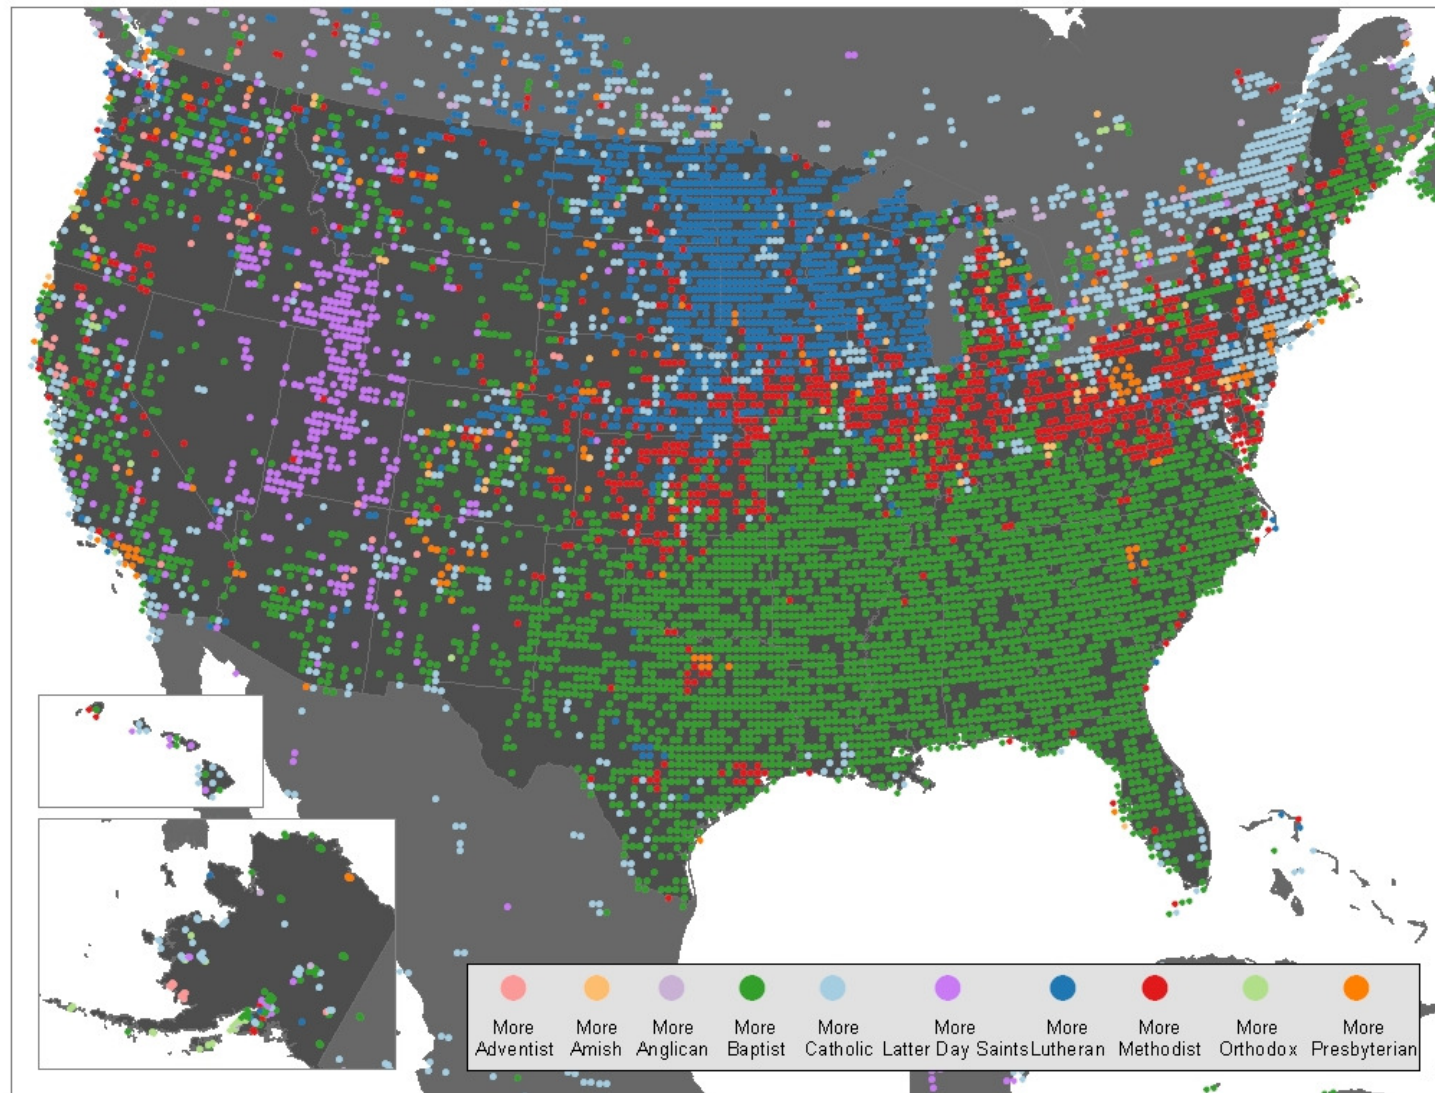 More More More More More More More More More More
Adventist Amish Anglican Baptist Catholic Latter Day Saints Lutheran Methodist Orthodox Presbyterian